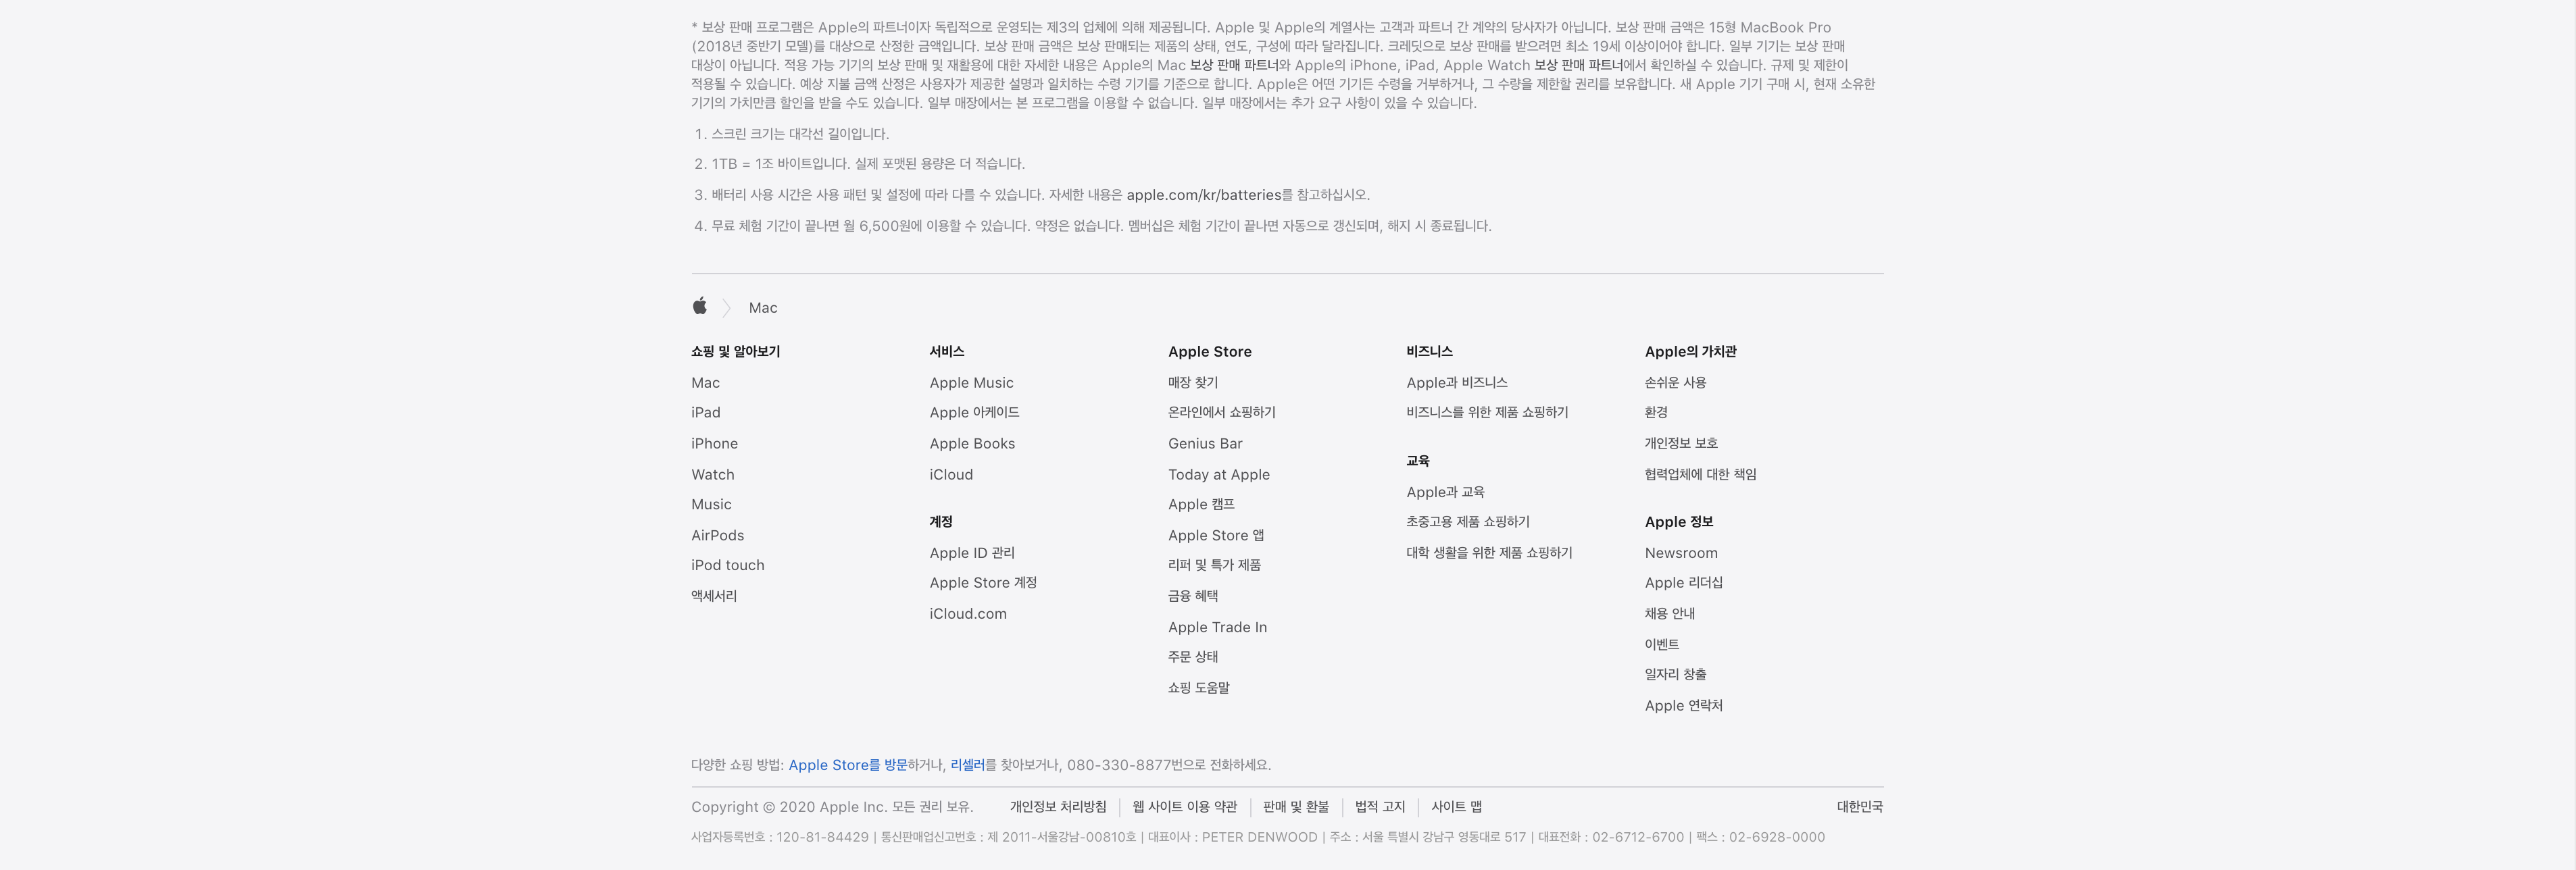 * 보상 판매 프로그램은 Apple의 파트너이자 독립적으로 운영되는 제3의 업체에 의해 제공됩니다. Apple 및 Apple의 계열사는 고객과 파트너 간 계약의 당사자가 아닙니다. 보상 판매 금액은 15형 MacBook Pro
(2018년 중반기 모델)를 대상으로 산정한 금액입니다. 보상 판매 금액은 보상 판매되는 제품의 상태, 연도, 구성에 따라 달라집니다. 크레딧으로 보상 판매를 받으려면 최소 19세 이상이어야 합니다. 일부 기기는 보상 판매
대상이 아닙니다. 적용 가능 기기의 보상 판매 및 재활용에 대한 자세한 내용은 Apple의 Mac 보상 판매 파트너와 Apple의 iPhone, iPad, Apple Watch 보상 판매 파트너에서 확인하실 수 있습니다. 규제 및 제한이
적용될 수 있습니다. 예상 지불 금액 산정은 사용자가 제공한 설명과 일치하는 수령 기기를 기준으로 합니다. Apple은 어떤 기기든 수령을 거부하거나, 그 수량을 제한할 권리를 보유합니다. 새 Apple 기기 구매 시, 현재 소유한
기기의 가치만큼 할인을 받을 수도 있습니다. 일부 매장에서는 본 프로그램을 이용할 수 없습니다. 일부 매장에서는 추가 요구 사항이 있을 수 있습니다.
1. 스크린 크기는 대각선 길이입니다.
2. 1TB = 1조 바이트입니다. 실제 포맷된 용량은 더 적습니다.
3. 배터리 사용 시간은 사용 패턴 및 설정에 따라 다를 수 있습니다. 자세한 내용은 apple.com/kr/batteries를 참고하십시오.
4. 무료 체험 기간이 끝나면 월 6,500원에 이용할 수 있습니다. 약정은 없습니다. 멤버십은 체험 기간이 끝나면 자동으로 갱신되며, 해지 시 종료됩니다.
Mac
쇼핑 및 알아보기
Mac
iPad
iPhone
Watch
Music
AirPods
iPod touch
액세서리
서비스
Apple Music
Apple 아케이드
Apple Books
iCloud
계정
Apple ID 관리
Apple Store 계정
iCloud.com
Apple Store
매장 찾기
온라인에서 쇼핑하기
Genius Bar
Today at Apple
Apple 캠프
Apple Store 앱
리퍼 및 특가 제품
금융 혜택
Apple Trade In
주문 상태
쇼핑 도움말
비즈니스
Apple과 비즈니스
비즈니스를 위한 제품 쇼핑하기
교육
Apple과 교육
초중고용 제품 쇼핑하기
대학 생활을 위한 제품 쇼핑하기
Apple의 가치관
손쉬운 사용
환경
개인정보 보호
협력업체에 대한 책임
Apple 정보
Newsroom
Apple 리더십
채용 안내
이벤트
일자리 창출
Apple 연락처
다양한 쇼핑 방법: Apple Store를 방문하거나, 리셀러를 찾아보거나, 080-330-8877번으로 전화하세요.
Copyright © 2020 Apple Inc. 모든 권리 보유. 개인정보 처리방침 | 웹 사이트 이용 약관 | 판매 및 환불 | 법적 고지 | 사이트 맵 대한민국
사업자등록번호 : 120-81-84429 | 통신판매업신고번호 : 제 2011-서울강남-00810호 | 대표이사 : PETER DENWOOD | 주소 : 서울 특별시 강남구 영동대로 517 | 대표전화 : 02-6712-6700 | 팩스 : 02-6928-0000